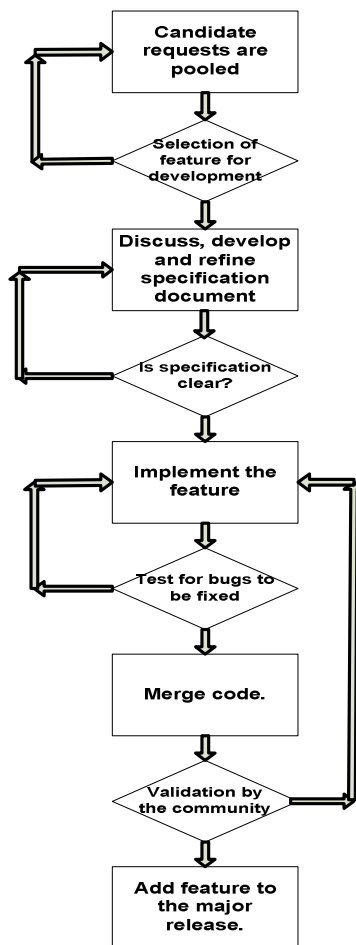 Candidate
requests are
pooled
Selection of
feature for
development
Discuss, develop
and refine
specification
document
Is specification
clear?
Implement the
feature
Test for bugs to
be fixed
Merge code.
Validation by
the community
Add feature to
the major
release.